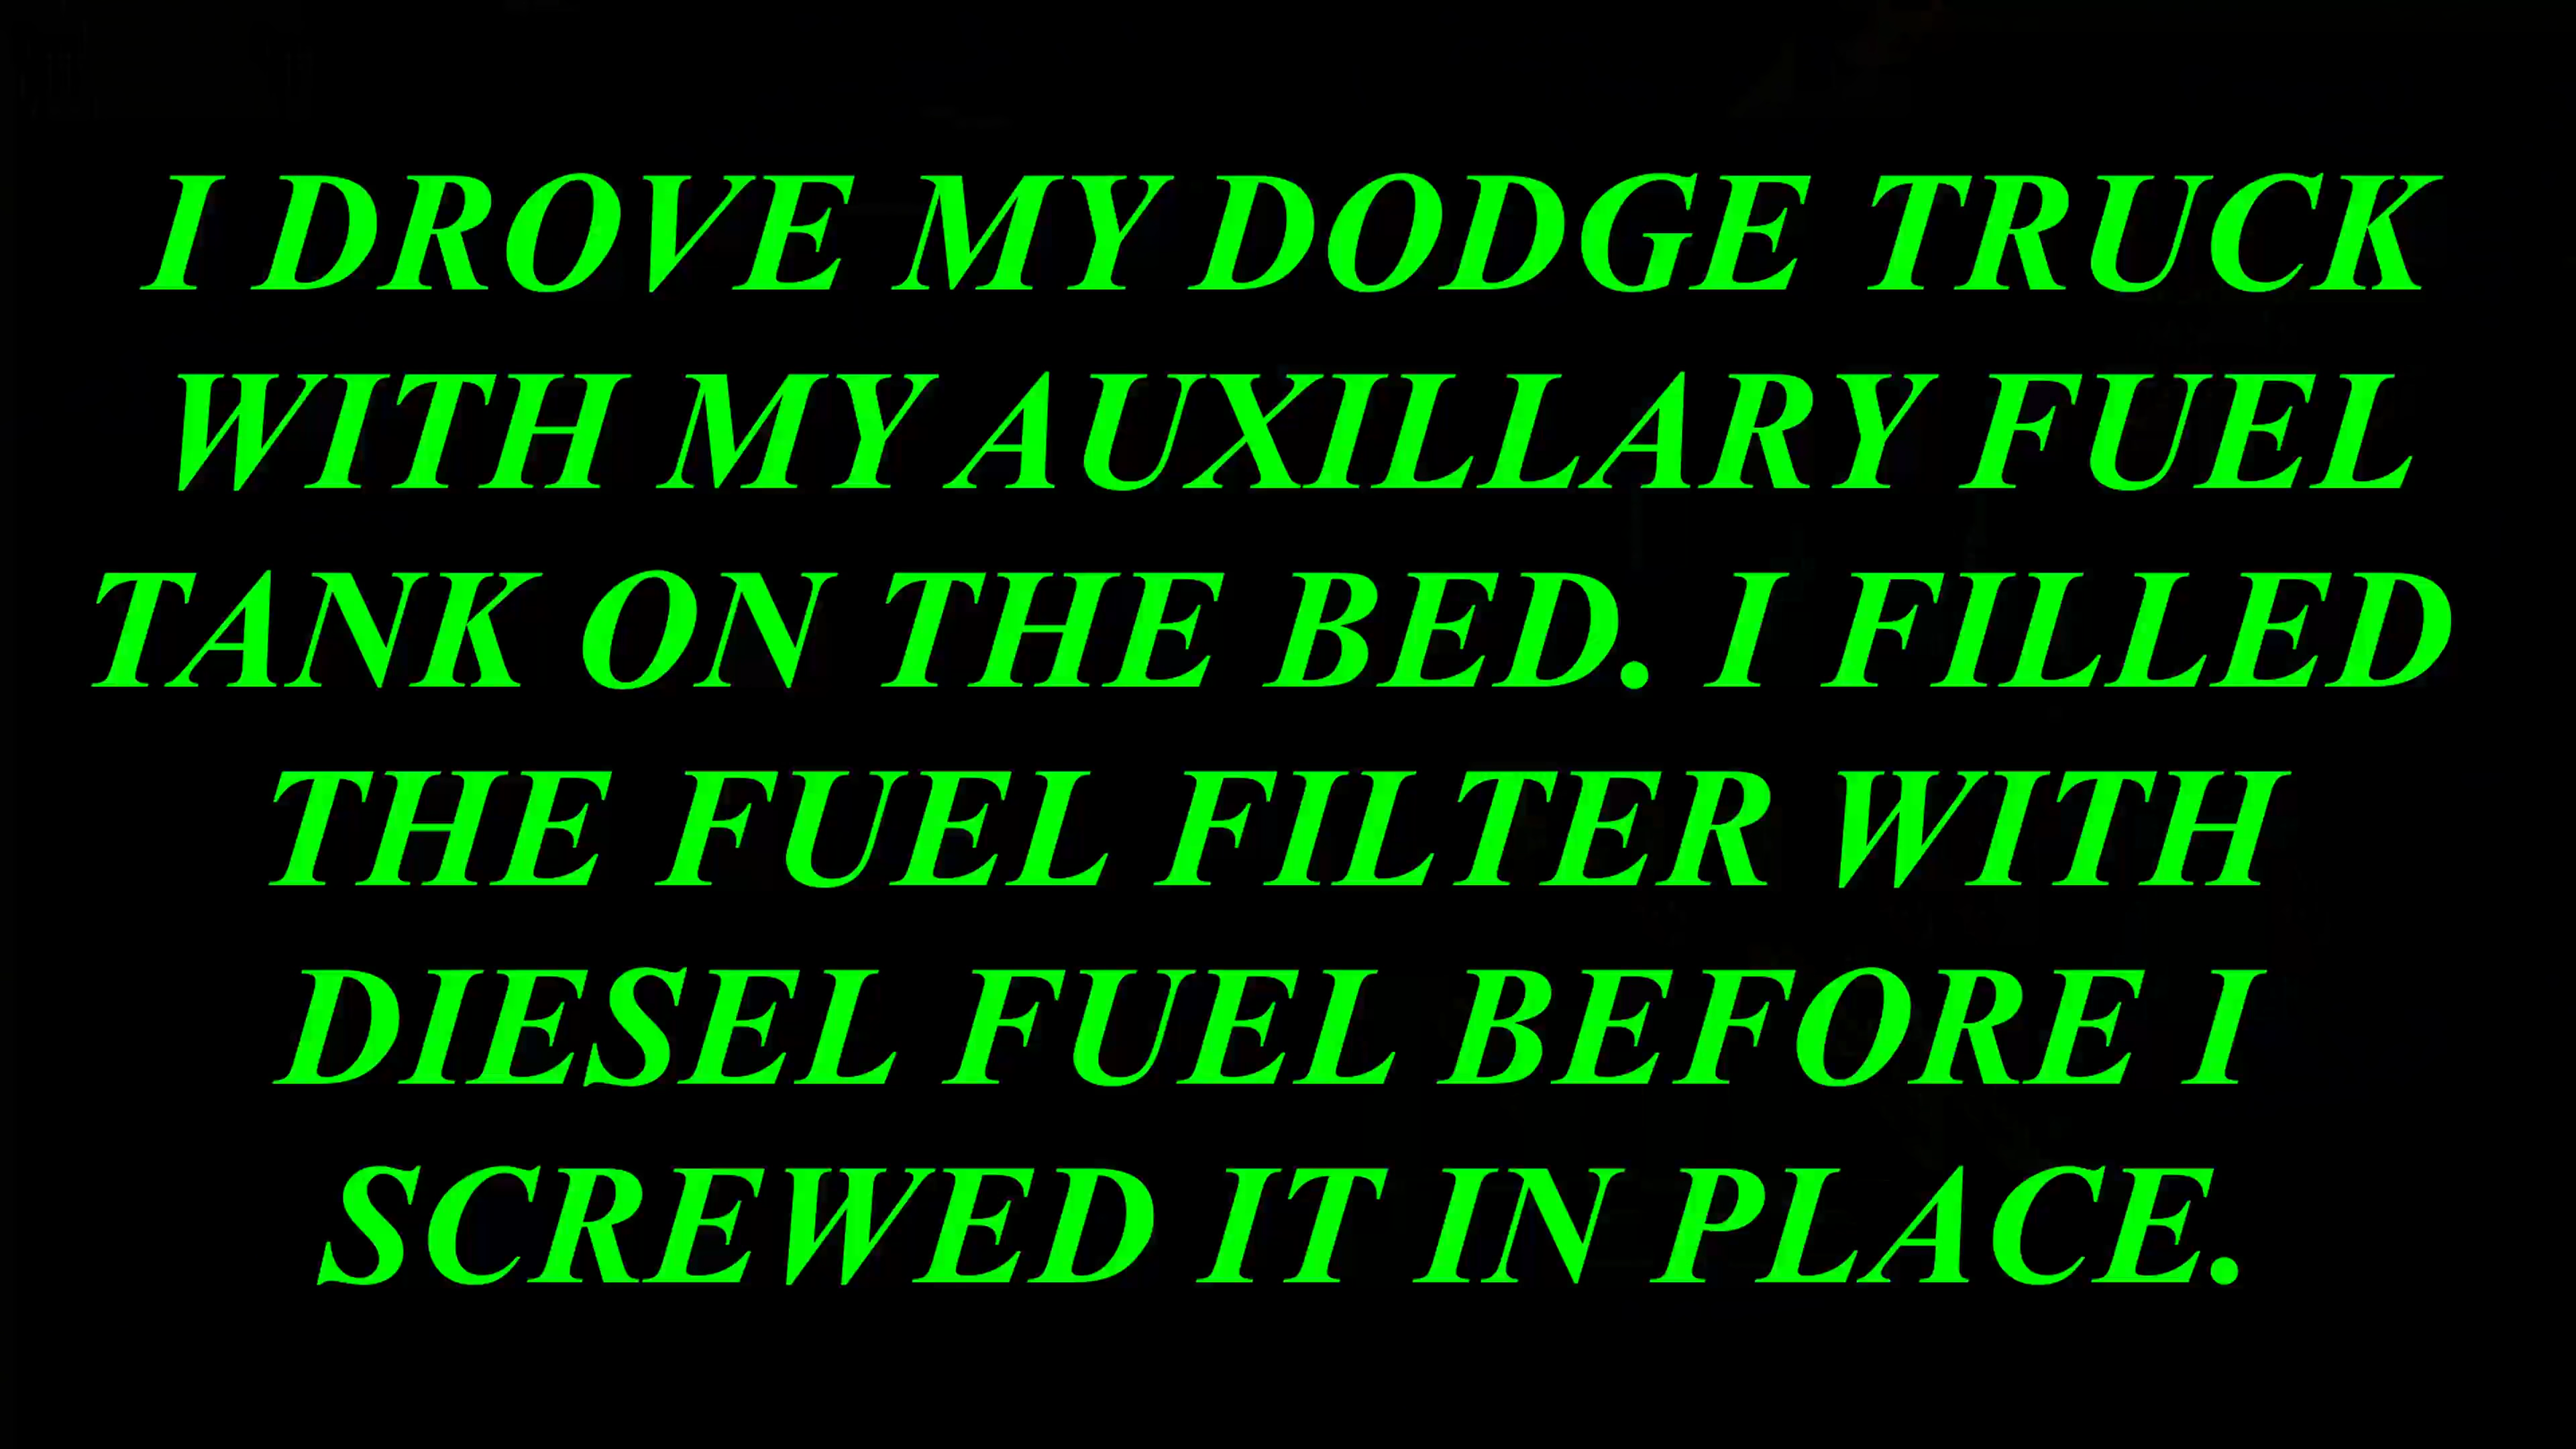 I DROVE MY DODGE TRUCK
WITH MY AUXILLARY FUEL
TANK ON THE BED. I FILLED
THE FUEL FILTER WITH
DIESEL FUEL BEFORE I
SCREWED IT IN PLACE.